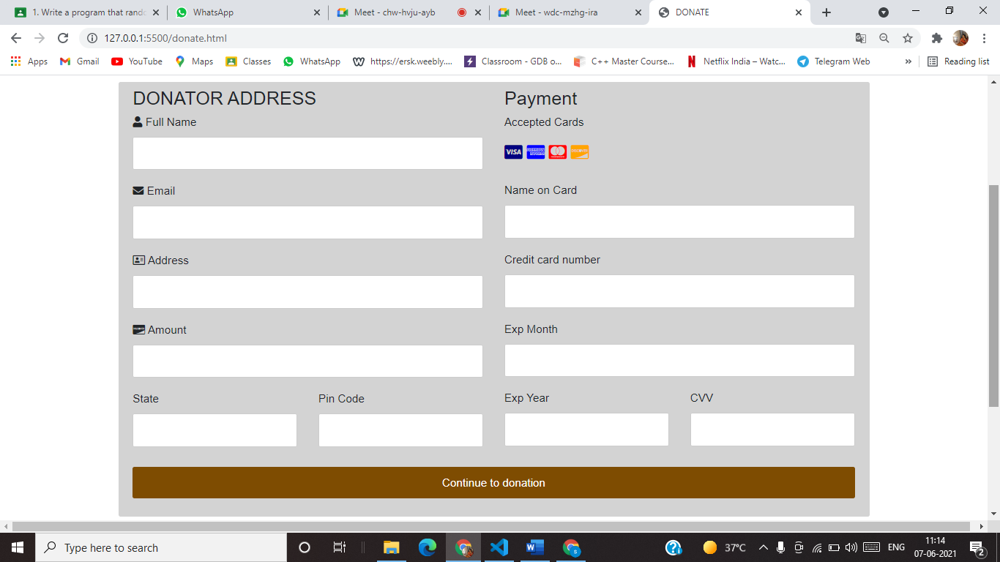 1. Write a program that rando
WhatsApp
Meet - chw-hvju-ayb
Meet - wdc-mzhg-ira
DONATE
127.0.0.1:5500/donate.html
Apps
Gmail
YouTube
Maps
Classes
WhatsApp
https://ersk.weebly....
Classroom - GDB o...
C++ Master Course...
Netflix India – Watc...
Telegram Web
»
Reading list
DONATOR ADDRESS
Full Name
Email
Address
Amount
State
Pin Code
Payment
Accepted Cards
VISA
Name on Card
Credit card number
Exp Month
Exp Year
CVV
Continue to donation
Type here to search
37°C
ENG
11:14
07-06-2021
2